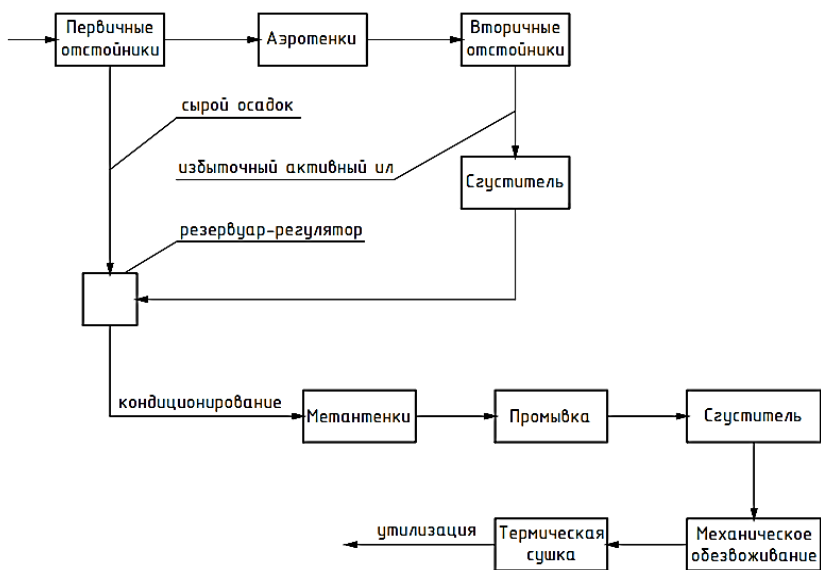 Первичные
отстойники
Аэротенки
Вторичные
отстойники
сырой осадок
избыточный активный ил
Сгуститель
резервуар-регулятор
кондиционирование
Метантенки
Промывка
Сгуститель
утилизация
Термическая
сушка
Механическое
обезвоживание